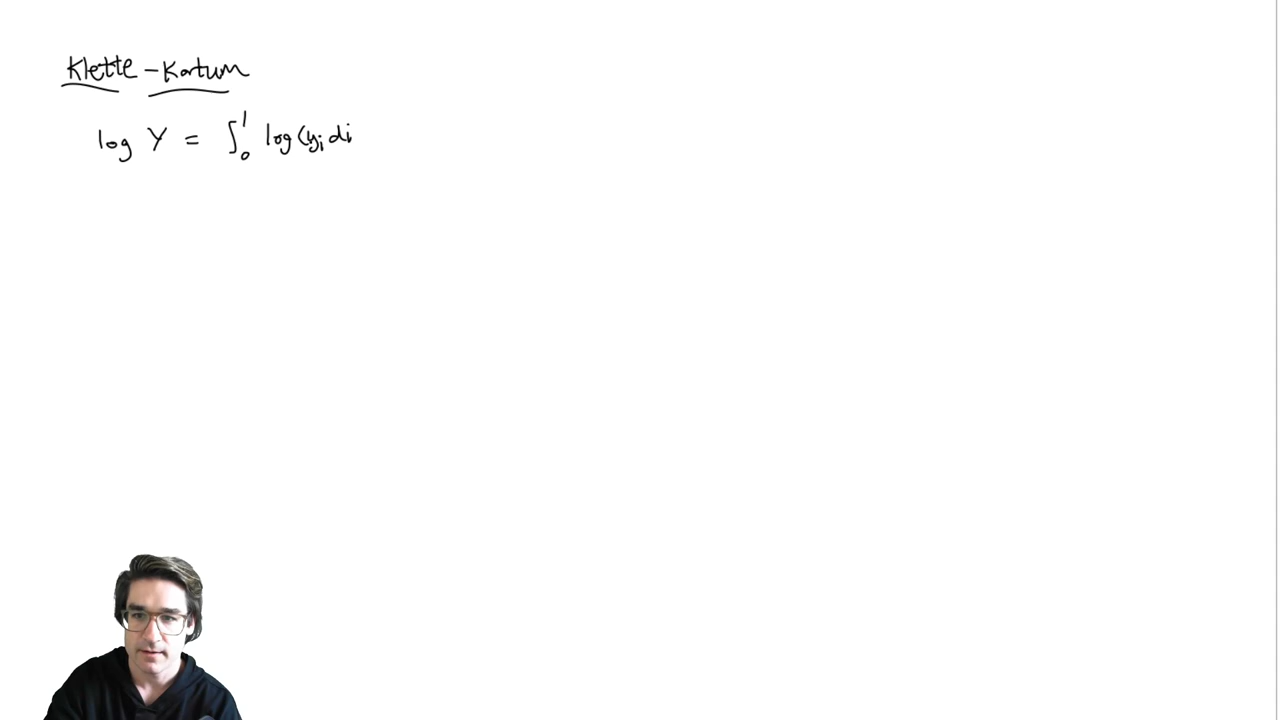 Klette - Kortum
log Y = ∫₀¹ log(yᵢ di